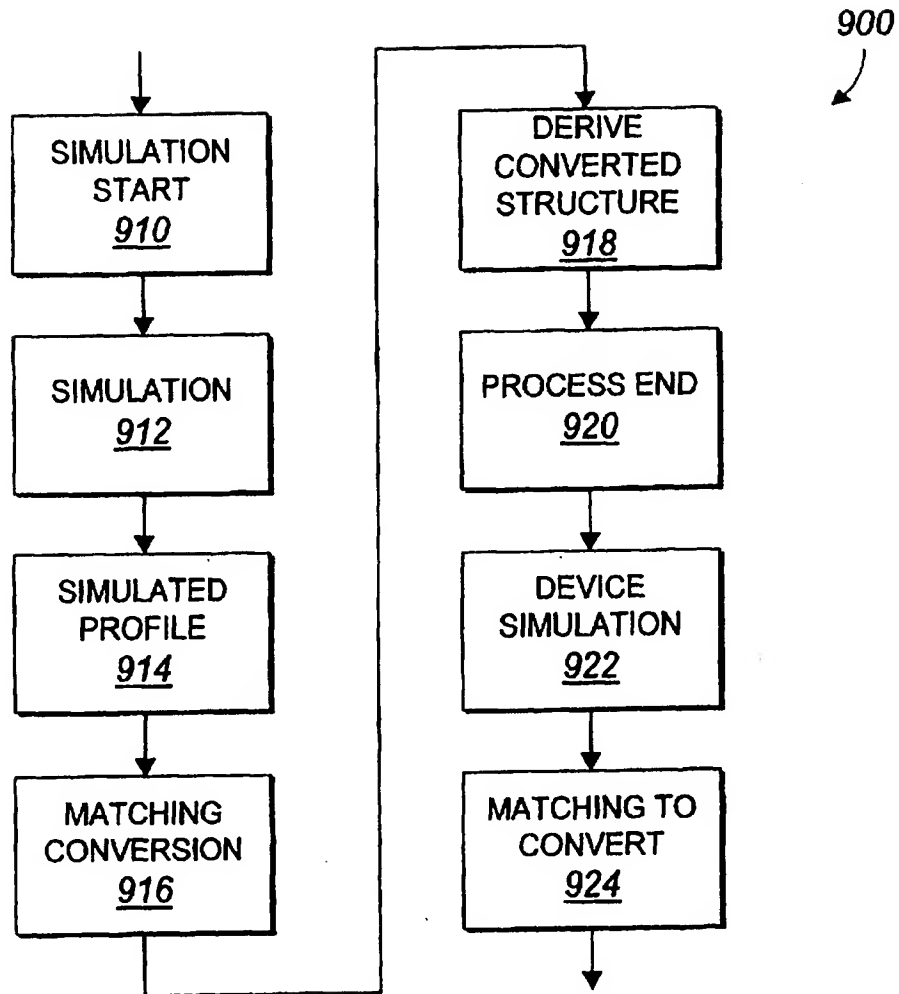 900
SIMULATION
START
910
SIMULATION
912
SIMULATED
PROFILE
914
MATCHING
CONVERSION
916
DERIVE
CONVERTED
STRUCTURE
918
PROCESS END
920
DEVICE
SIMULATION
922
MATCHING TO
CONVERT
924